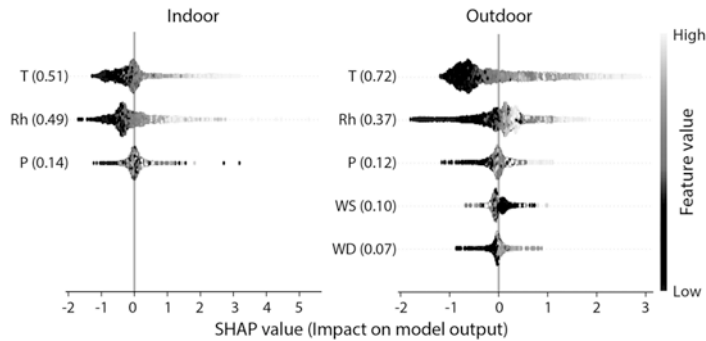 Indoor
Outdoor
T (0.51)
Rh (0.49)
P (0.14)
-2 -1 0 1 2 3 4 5
T (0.72)
Rh (0.37)
P (0.12)
WS (0.10)
WD (0.07)
-2 -1 0 1 2 3
High
Feature value
Low
SHAP value (Impact on model output)